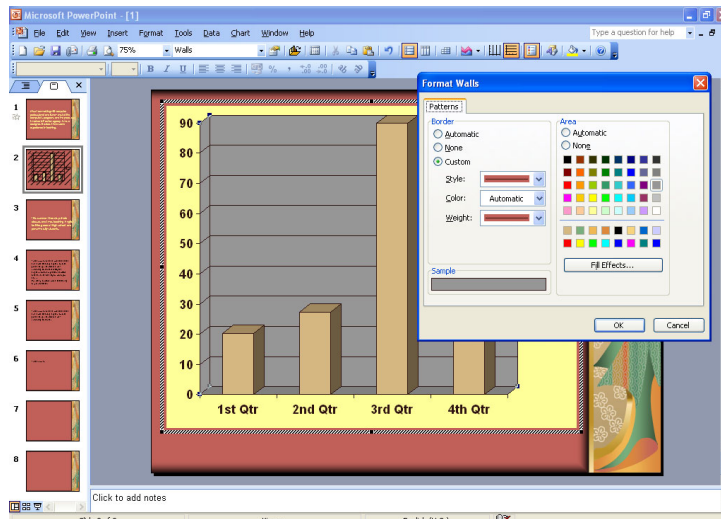 Microsoft PowerPoint - [1]
File Edit View Insert Format Tools Data Chart Window Help
Type a question for help
75%
Walls
B I U
1
2
3
4
5
6
7
8
90
80
70
60
50
40
30
20
10
0
1st Qtr 2nd Qtr 3rd Qtr 4th Qtr
Format Walls
Patterns
Border
Automatic
None
Custom
Style:
Color: Automatic
Weight:
Sample
Area
Automatic
None
Fill Effects...
OK Cancel
Click to add notes